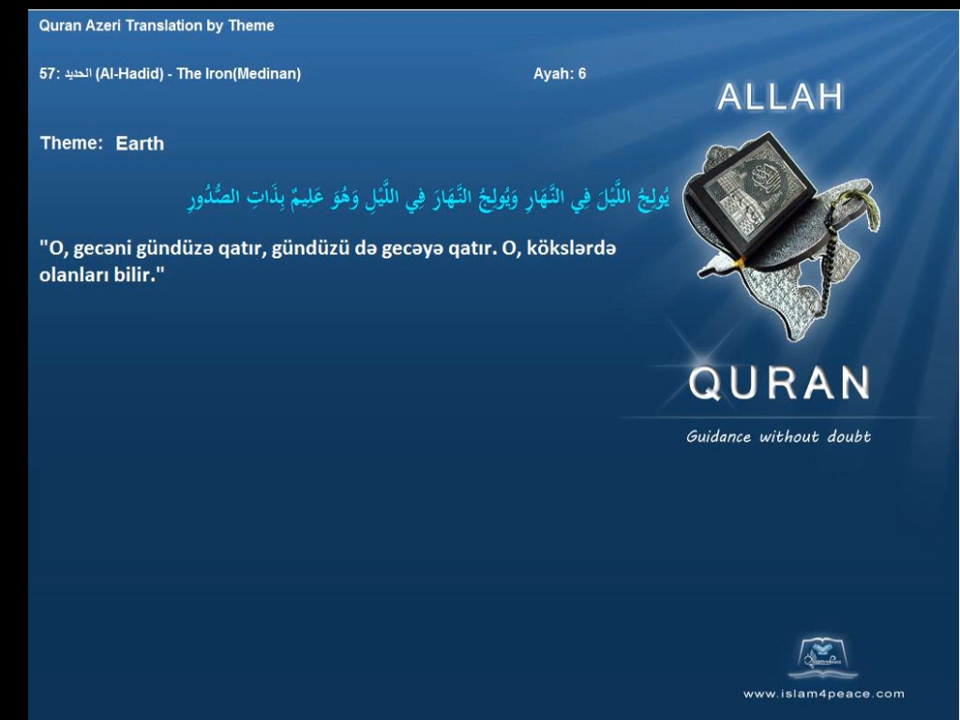 Quran Azeri Translation by Theme
57: الحديد (Al-Hadid) - The Iron(Medinan) Ayah: 6
ALLAH
Theme: Earth
يُولِجُ اللَّيْلَ فِي النَّهَارِ وَيُولِجُ النَّهَارَ فِي اللَّيْلِ وَهُوَ عَلِيمٌ بِذَاتِ الصُّدُورِ
"O, gecəni gündüzə qatır, gündüzü də gecəyə qatır. O, kökslərdə
olanları bilir."
QURAN
Guidance without doubt
www.islam4peace.com